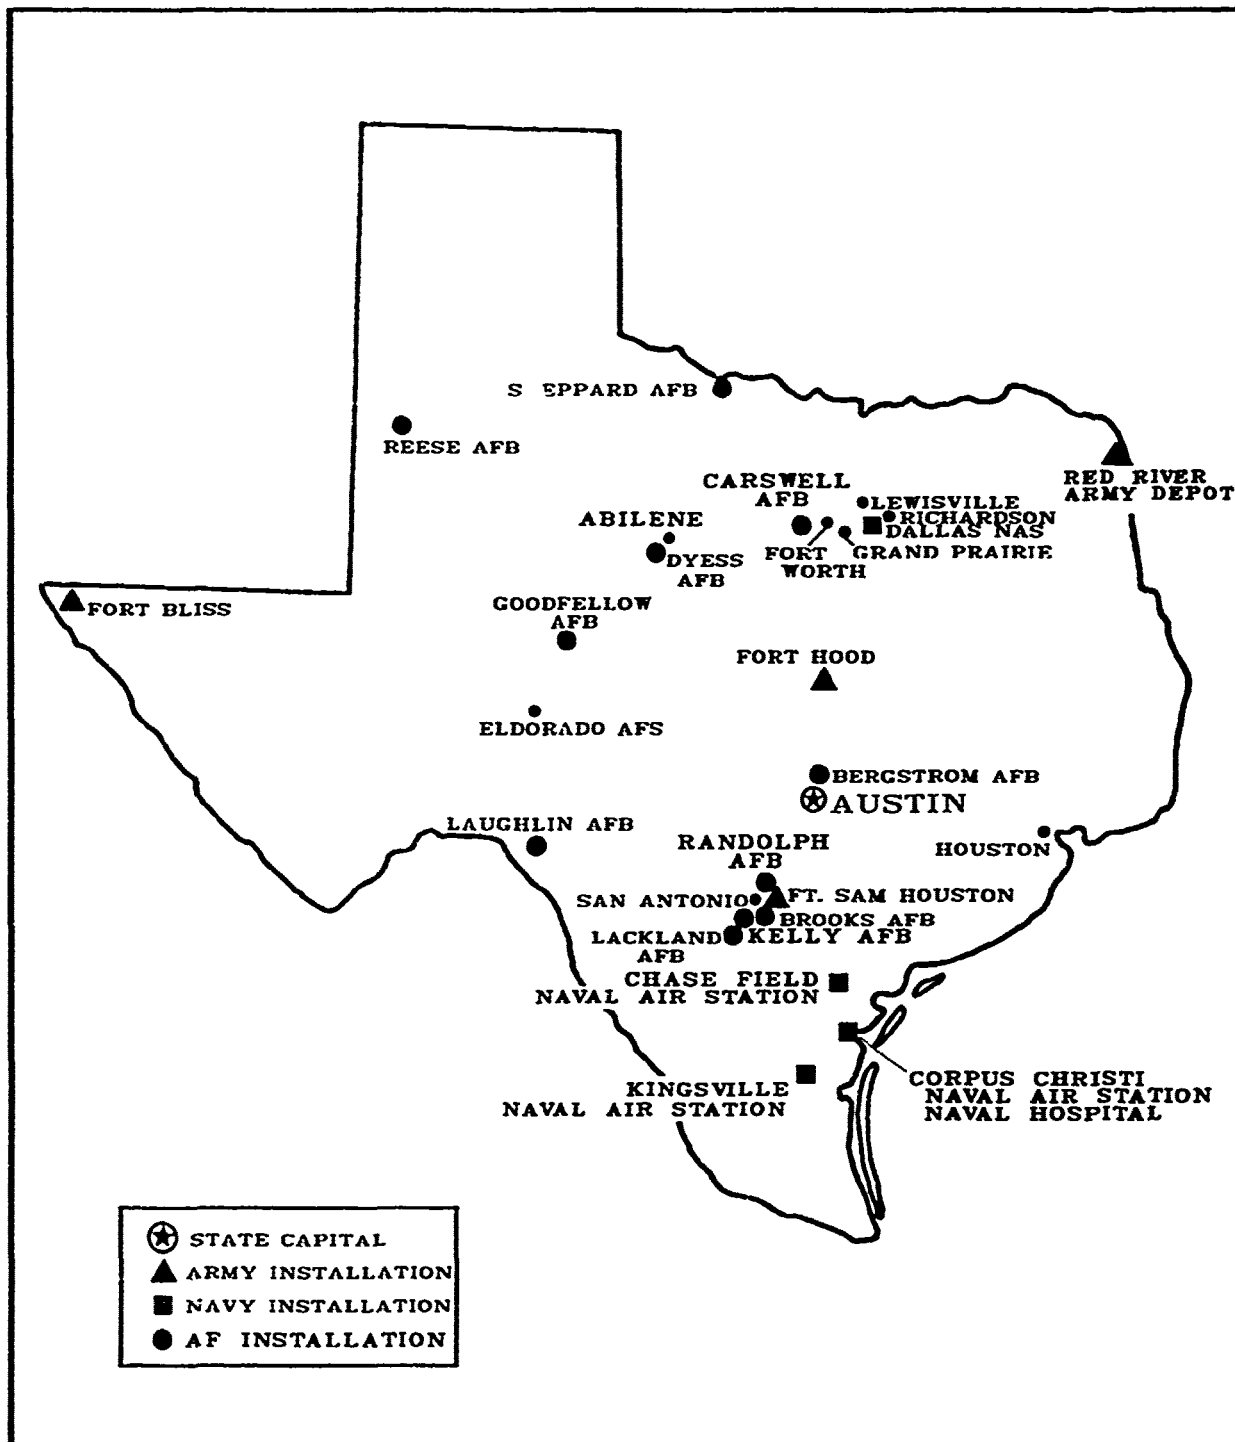 S EPPARD AFB
REESE AFB
RED RIVER
ARMY DEPOT
CARSWELL
AFB
LEWISVILLE
RICHARDSON
DALLAS NAS
ABILENE
DYESS
AFB
FORT
WORTH
GRAND PRAIRIE
FORT BLISS
GOODFELLOW
AFB
FORT HOOD
ELDORADO AFS
BERGSTROM AFB
AUSTIN
LAUGHLIN AFB
RANDOLPH
AFB
HOUSTON
SAN ANTONIO
FT. SAM HOUSTON
BROOKS AFB
LACKLAND
AFB
KELLY AFB
CHASE FIELD
NAVAL AIR STATION
CORPUS CHRISTI
NAVAL AIR STATION
NAVAL HOSPITAL
KINGSVILLE
NAVAL AIR STATION
STATE CAPITAL
ARMY INSTALLATION
NAVY INSTALLATION
AF INSTALLATION